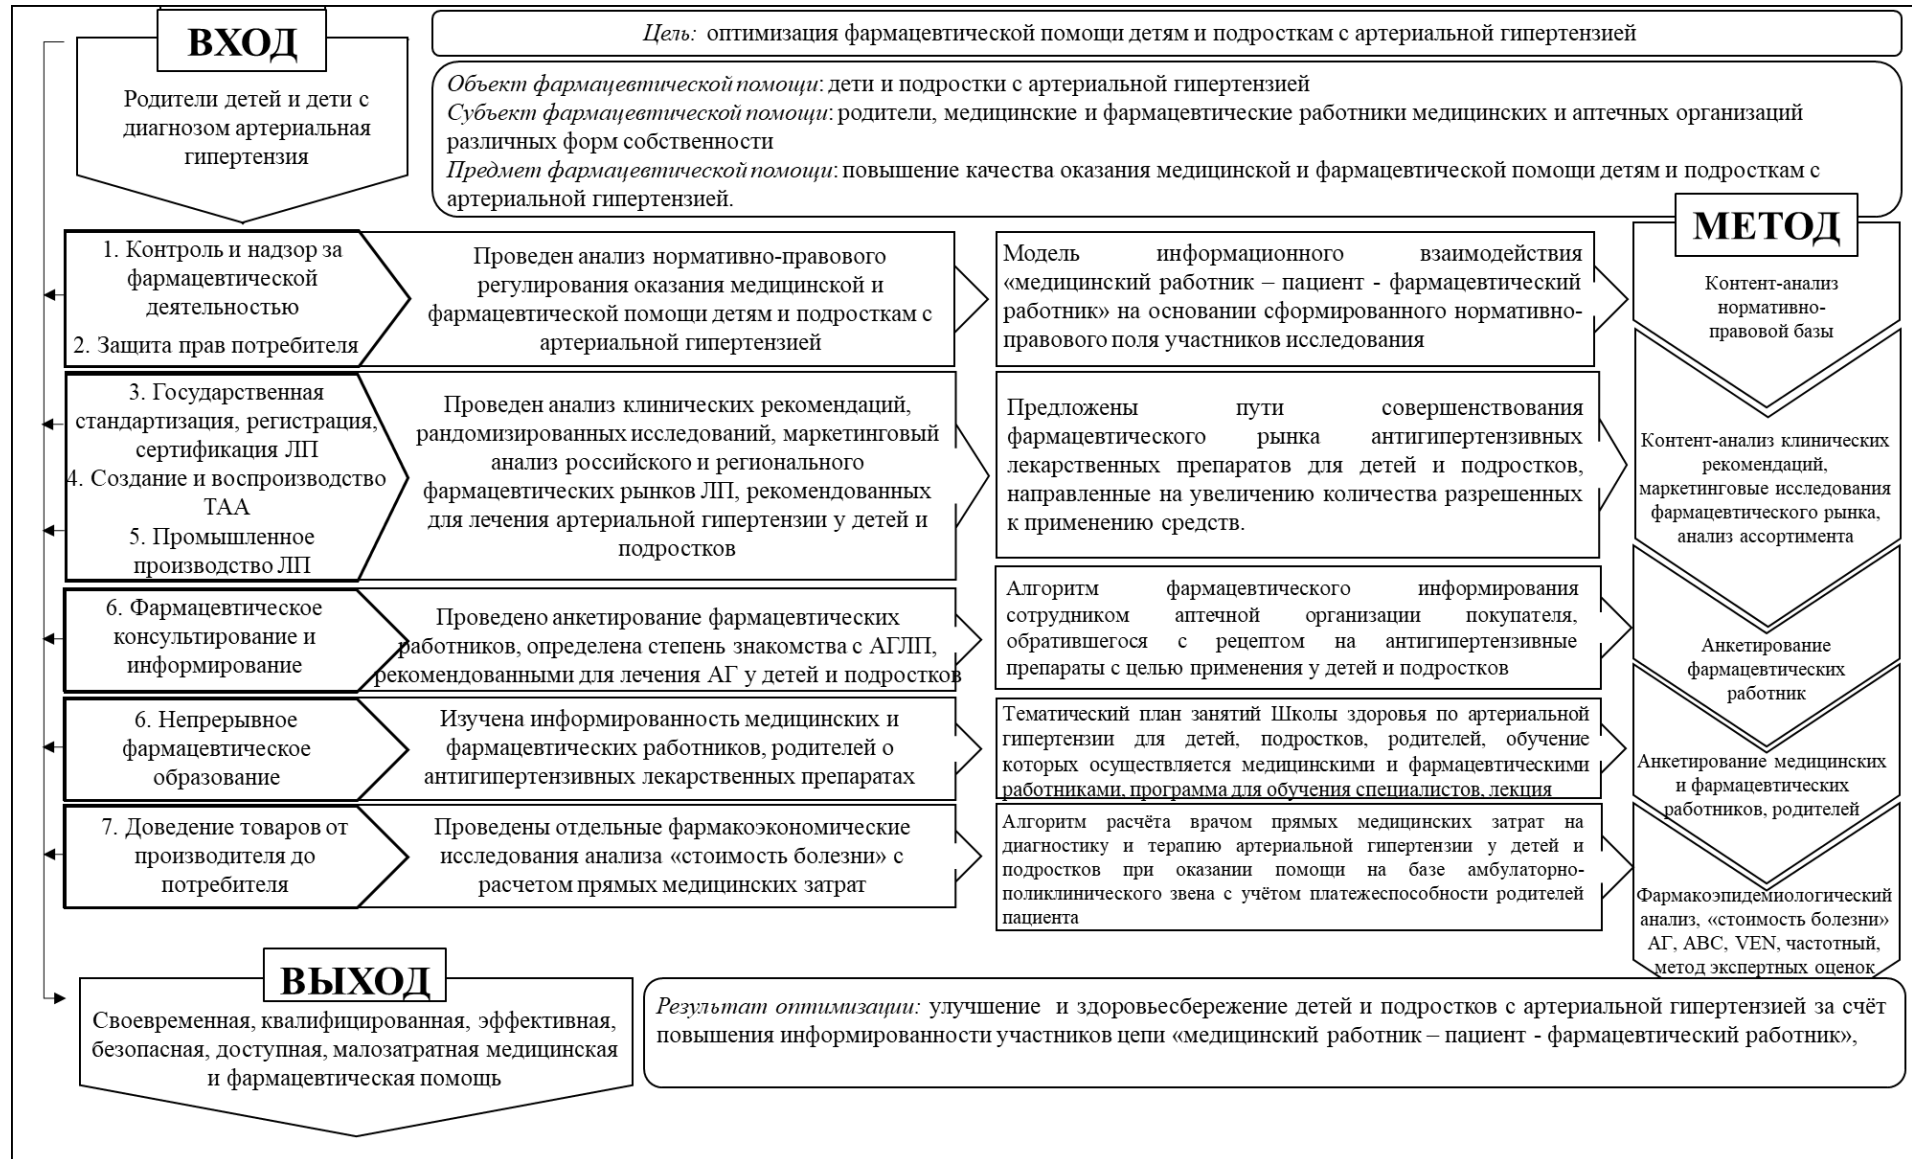 ВХОД
Родители детей и дети с
диагнозом артериальная
гипертензия
Цель: оптимизация фармацевтической помощи детям и подросткам с артериальной гипертензией
Объект фармацевтической помощи: дети и подростки с артериальной гипертензией
Субъект фармацевтической помощи: родители, медицинские и фармацевтические работники медицинских и аптечных организаций
различных форм собственности
Предмет фармацевтической помощи: повышение качества оказания медицинской и фармацевтической помощи детям и подросткам с
артериальной гипертензией.
1. Контроль и надзор за
фармацевтической
деятельностью
2. Защита прав потребителя
Проведен анализ нормативно-правового
регулирования оказания медицинской и
фармацевтической помощи детям и подросткам с
артериальной гипертензией
Модель информационного взаимодействия
«медицинский работник – пациент - фармацевтический
работник» на основании сформированного нормативно-
правового поля участников исследования
МЕТОД
Контент-анализ
нормативно-
правовой базы
3. Государственная
стандартизация, регистрация,
сертификация ЛП
4. Создание и воспроизводство
ТАА
5. Промышленное
производство ЛП
Проведен анализ клинических рекомендаций,
рандомизированных исследований, маркетинговый
анализ российского и регионального
фармацевтических рынков ЛП, рекомендованных
для лечения артериальной гипертензии у детей и
подростков
Предложены пути совершенствования
фармацевтического рынка антигипертензивных
лекарственных препаратов для детей и подростков,
направленные на увеличению количества разрешенных
к применению средств.
Контент-анализ клинических
рекомендаций,
маркетинговые исследования
фармацевтического рынка,
анализ ассортимента
6. Фармацевтическое
консультирование и
информирование
Проведено анкетирование фармацевтических
работников, определена степень знакомства с АГЛП,
рекомендованными для лечения АГ у детей и подростков
Алгоритм фармацевтического информирования
сотрудником аптечной организации покупателя,
обратившегося с рецептом на антигипертензивные
препараты с целью применения у детей и подростков
Анкетирование
фармацевтических
работник
6. Непрерывное
фармацевтическое
образование
Изучена информированность медицинских и
фармацевтических работников, родителей о
антигипертензивных лекарственных препаратах
Тематический план занятий Школы здоровья по артериальной
гипертензии для детей, подростков, родителей, обучение
которых осуществляется медицинскими и фармацевтическими
работниками, программа для обучения специалистов, лекция
Анкетирование медицинских
и фармацевтических
работников, родителей
7. Доведение товаров от
производителя до
потребителя
Проведены отдельные фармакоэкономические
исследования анализа «стоимость болезни» с
расчетом прямых медицинских затрат
Алгоритм расчёта врачом прямых медицинских затрат на
диагностику и терапию артериальной гипертензии у детей и
подростков при оказании помощи на базе амбулаторно-
поликлинического звена с учётом платежеспособности родителей
пациента
Фармакоэпидемиологический
анализ, «стоимость болезни»
АГ, АВС, VEN, частотный,
метод экспертных оценок
ВЫХОД
Своевременная, квалифицированная, эффективная,
безопасная, доступная, малозатратная медицинская
и фармацевтическая помощь
Результат оптимизации: улучшение и здоровьесбережение детей и подростков с артериальной гипертензией за счёт
повышения информированности участников цепи «медицинский работник – пациент - фармацевтический работник»,